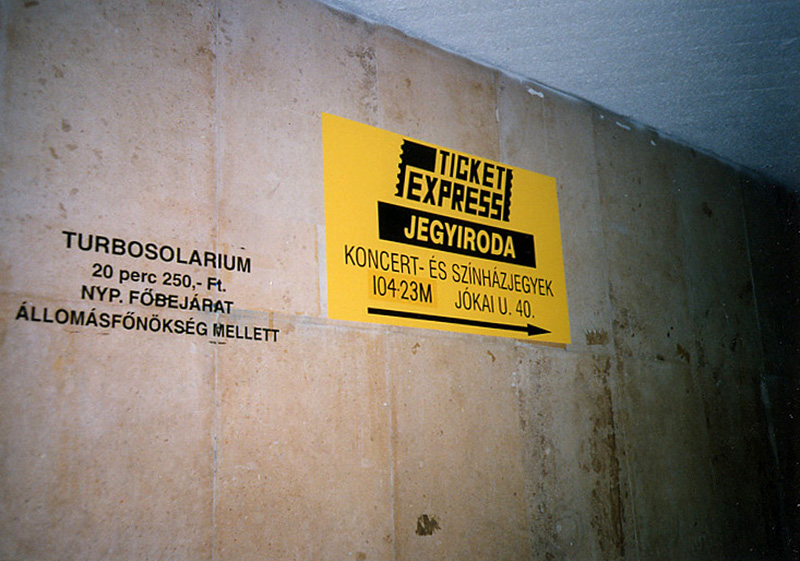 TURBOSOLARIUM
20 perc 250,- Ft.
NYP. FŐBEJÁRAT
ÁLLOMÁSFŐNÖKSÉG MELLETT
TICKET
EXPRESS
JEGYIRODA
KONCERT- ÉS SZÍNHÁZJEGYEK
104-23M JÓKAI U. 40.